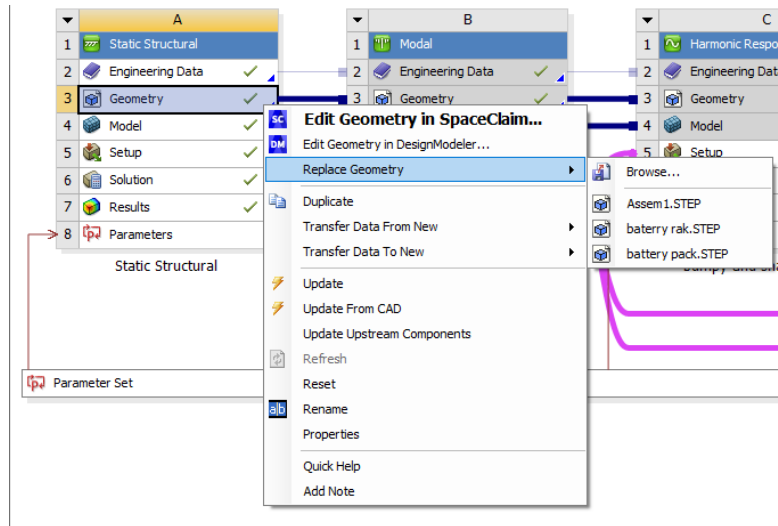 A
B
C
1 Static Structural
1 Modal
1 Harmonic Respo
2 Engineering Data
2 Engineering Data
2 Engineering Dat
3 Geometry
3 Geometry
3 Geometry
4 Model
4 Model
5 Setup
5 Setup
6 Solution
7 Results
8 Parameters
Static Structural
Parameter Set
SC Edit Geometry in SpaceClaim...
DM Edit Geometry in DesignModeler...
Replace Geometry
Duplicate
Transfer Data From New
Transfer Data To New
Update
Update From CAD
Update Upstream Components
Refresh
Reset
a|b Rename
Properties
Quick Help
Add Note
Browse...
Assem1.STEP
baterry rak.STEP
battery pack.STEP